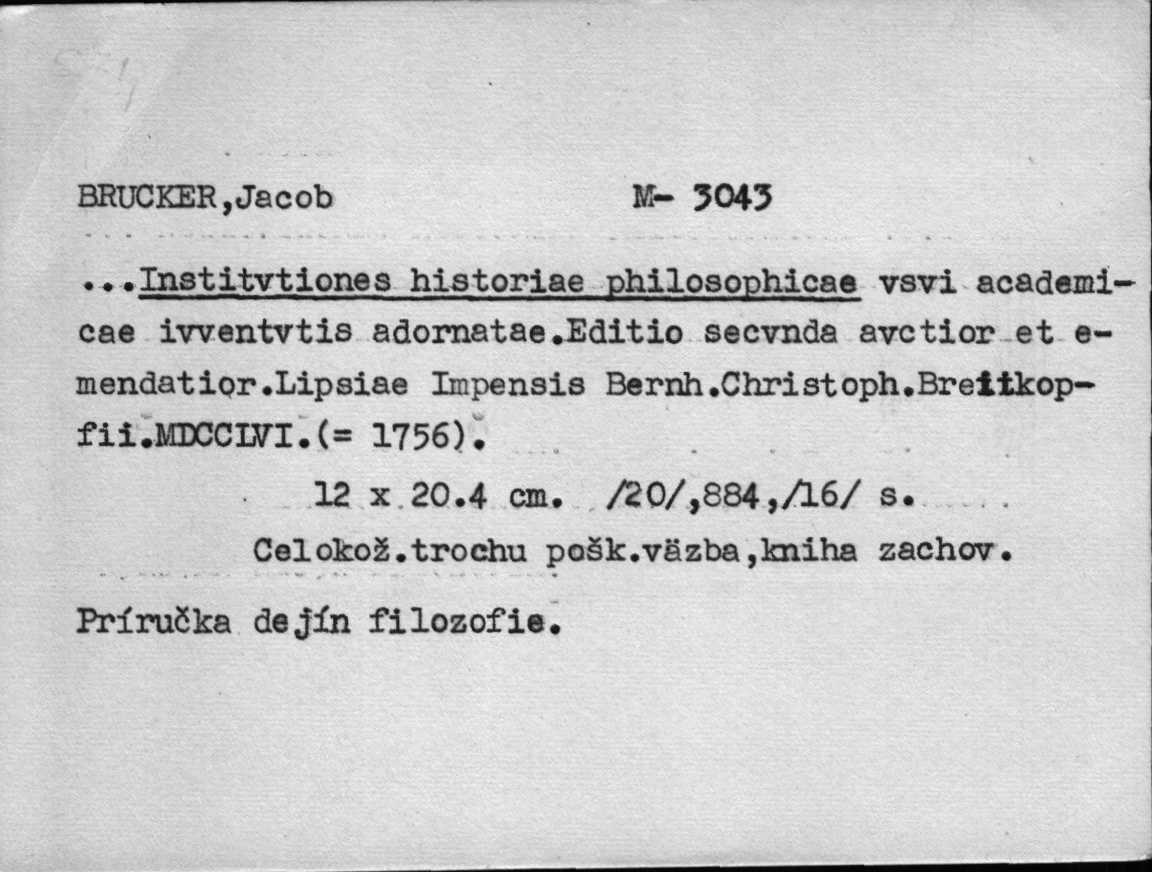 BRUCKER,Jacob M- 3043
...Institvtiones historiae philosophicae vsvi academi-
cae ivventvtis adornatae.Editio secvnda avctior et e-
mendatior.Lipsiae Impensis Bernh.Christoph.Breitkop-
fii.MDCCLVI.(= 1756).
12 x 20.4 cm. /20/,884,/16/ s.
Celokož.trochu pošk.väzba,kniha zachov.
Príručka dejín filozofie.